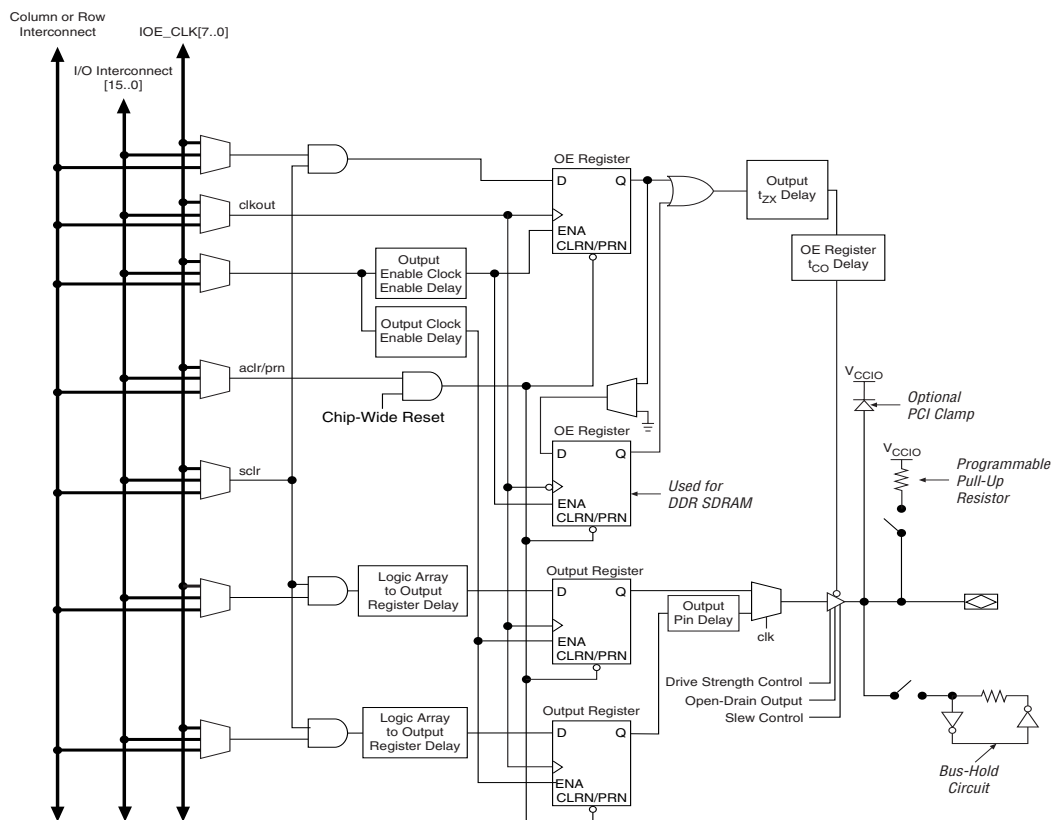 Column or Row
Interconnect
IOE_CLK[7..0]
I/O Interconnect
[15..0]
OE Register
D
Q
ENA
CLRN/PRN
Output
tZX Delay
OE Register
tCO Delay
clkout
Output
Enable Clock
Enable Delay
Output Clock
Enable Delay
aclr/prn
Chip-Wide Reset
VCCIO
Optional
PCI Clamp
OE Register
D
Q
ENA
CLRN/PRN
Used for
DDR SDRAM
VCCIO
Programmable
Pull-Up
Resistor
sclr
Logic Array
to Output
Register Delay
Output Register
D
Q
ENA
CLRN/PRN
Output
Pin Delay
clk
Drive Strength Control
Open-Drain Output
Slew Control
Logic Array
to Output
Register Delay
Output Register
D
Q
ENA
CLRN/PRN
Bus-Hold
Circuit